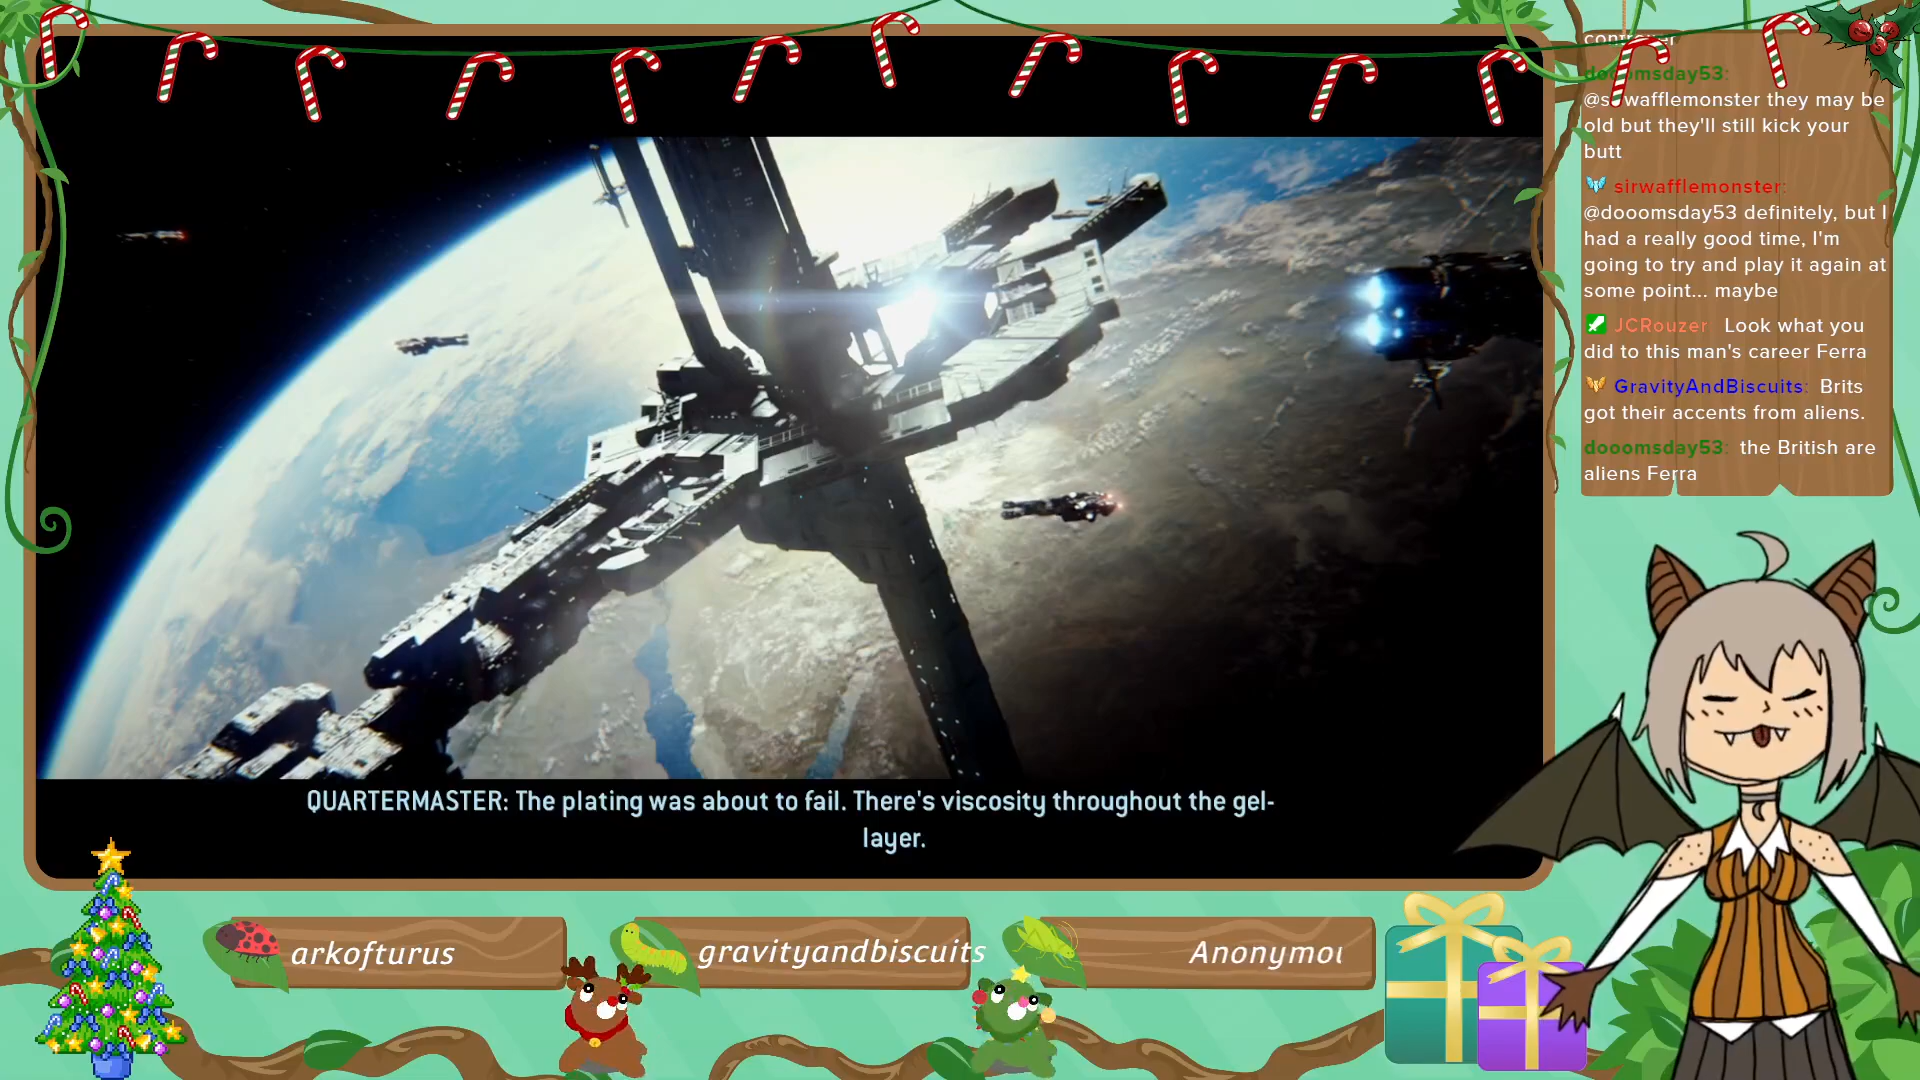 dooomsday53:
@sirwafflemonster they may be
old but they'll still kick your
butt
sirwafflemonster:
@dooomsday53 definitely, but I
had a really good time, I'm
going to try and play it again at
some point... maybe
JCRouzer: Look what you
did to this man's career Ferra
GravityAndBiscuits: Brits
got their accents from aliens.
dooomsday53: the British are
aliens Ferra
QUARTERMASTER: The plating was about to fail. There's viscosity throughout the gel-
layer.
arkofturus
gravityandbiscuits
Anonymou